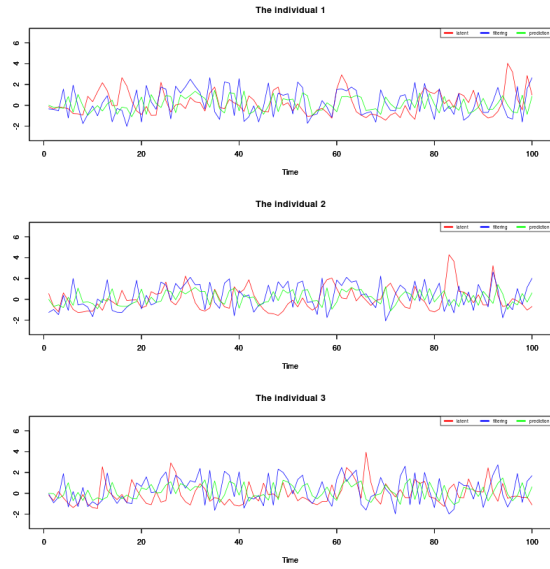 The individual 1
latent filtering prediction
6
4
2
0
-2
0 20 40 60 80 100
Time
The individual 2
latent filtering prediction
6
4
2
0
-2
0 20 40 60 80 100
Time
The individual 3
latent filtering prediction
6
4
2
0
-2
0 20 40 60 80 100
Time